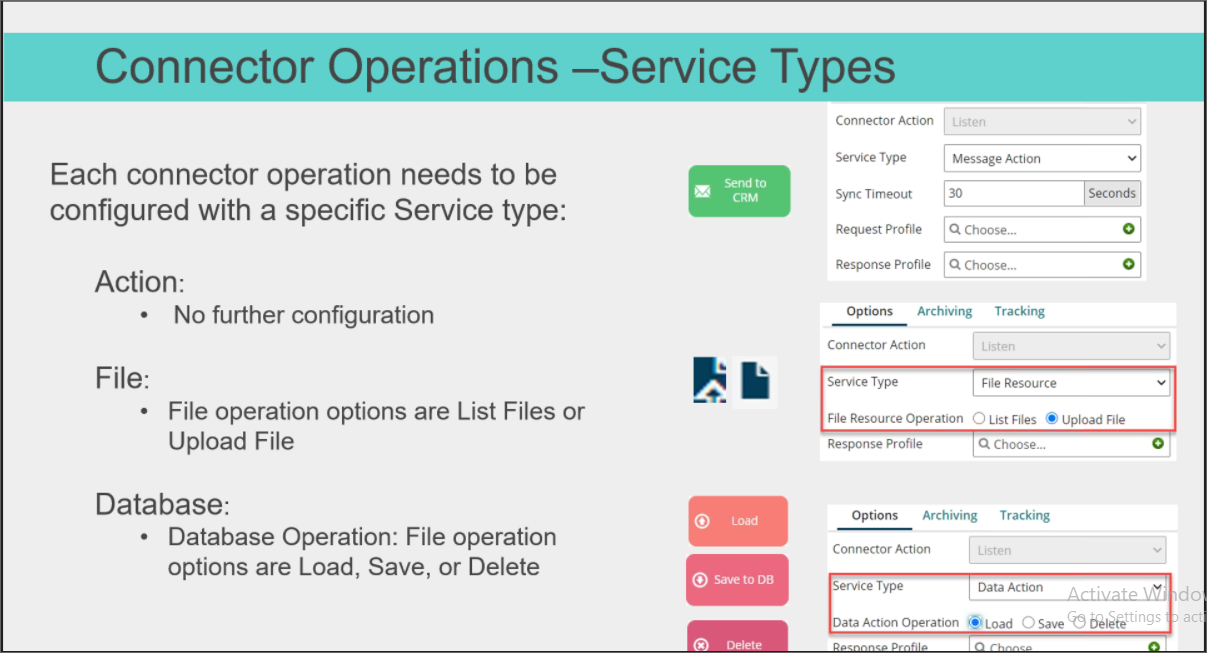 Connector Operations –Service Types
Each connector operation needs to be
configured with a specific Service type:
Action:
• No further configuration
File:
• File operation options are List Files or
Upload File
Database:
• Database Operation: File operation
options are Load, Save, or Delete
Send to
CRM
Load
Save to DB
Delete
Connector Action Listen
Service Type Message Action
Sync Timeout 30 Seconds
Request Profile Choose...
Response Profile Choose...
Options Archiving Tracking
Connector Action Listen
Service Type File Resource
File Resource Operation List Files Upload File
Response Profile Choose...
Options Archiving Tracking
Connector Action Listen
Service Type Data Action
Data Action Operation Load Save Delete
Response Profile Choose
Activate Windo
Go to Settings to acti